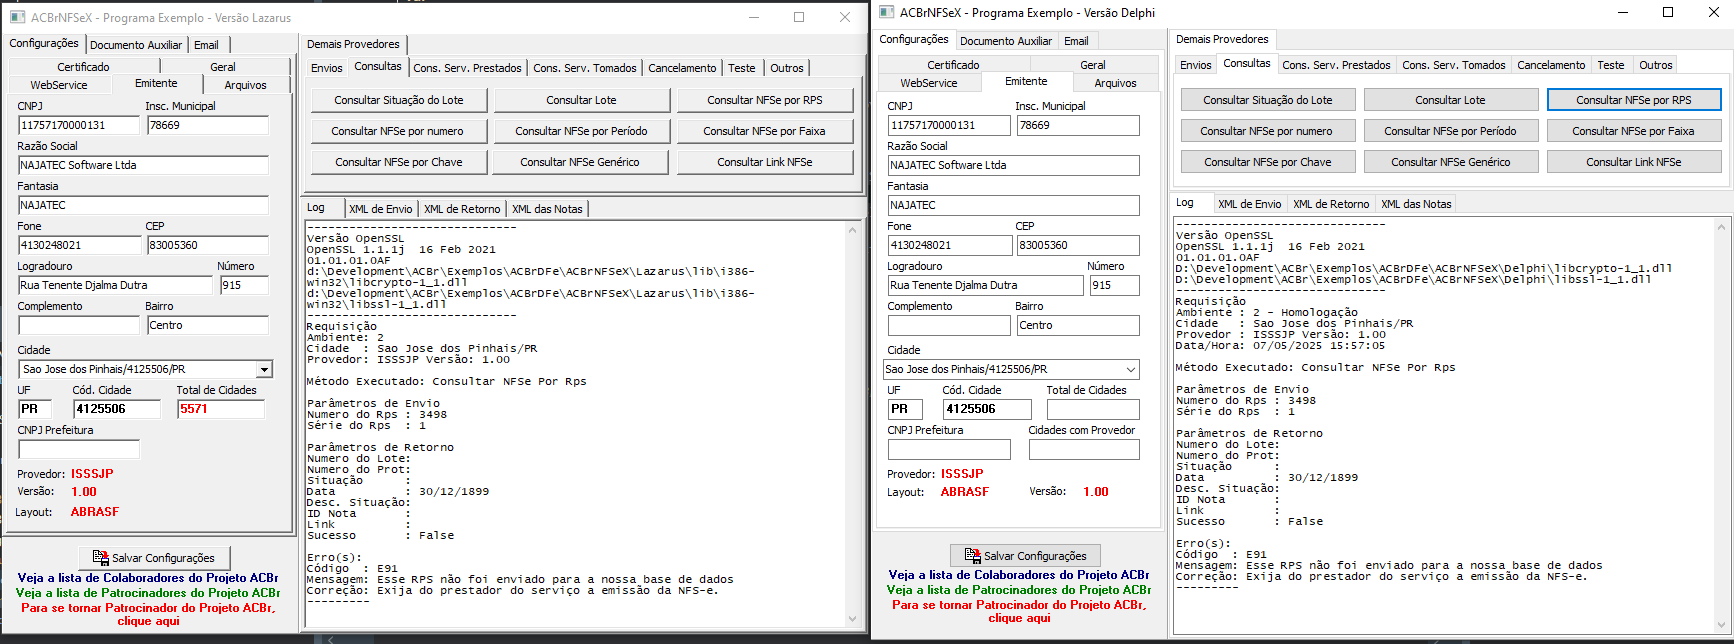 ACBrNFSeX - Programa Exemplo - Versão Lazarus
Configurações Documento Auxiliar Email
Certificado Geral
WebService Emitente Arquivos
CNPJ Insc. Municipal
11757170000131 78669
Razão Social
NAJATEC Software Ltda
Fantasia
NAJATEC
Fone CEP
4130248021 83005360
Logradouro Número
Rua Tenente Djalma Dutra 915
Complemento Bairro
Centro
Cidade
Sao Jose dos Pinhais/4125506/PR
UF Cód. Cidade Total de Cidades
PR 4125506 5571
CNPJ Prefeitura
Provedor: ISSSJP
Versão: 1.00
Layout: ABRASF
Salvar Configurações
Veja a lista de Colaboradores do Projeto ACBr
Veja a lista de Patrocinadores do Projeto ACBr
Para se tornar Patrocinador do Projeto ACBr,
clique aqui
Demais Provedores
Envios Consultas Cons. Serv. Prestados Cons. Serv. Tomados Cancelamento Teste Outros
Consultar Situação do Lote Consultar Lote Consultar NFSe por RPS
Consultar NFSe por numero Consultar NFSe por Período Consultar NFSe por Faixa
Consultar NFSe por Chave Consultar NFSe Genérico Consultar Link NFSe
Log XML de Envio XML de Retorno XML das Notas
------------------------------
Versão OpenSSL
OpenSSL 1.1.1j  16 Feb 2021
01.01.01.0AF
d:\Development\ACBr\Exemplos\ACBrDFe\ACBrNFSeX\Lazarus\lib\i386-
win32\libcrypto-1_1.dll
d:\Development\ACBr\Exemplos\ACBrDFe\ACBrNFSeX\Lazarus\lib\i386-
win32\libssl-1_1.dll
------------------------------
Requisição
Ambiente: 2
Cidade  : Sao Jose dos Pinhais/PR
Provedor: ISSSJP Versão: 1.00
Método Executado: Consultar NFSe Por Rps
Parâmetros de Envio
Numero do Rps : 3498
Série do Rps  : 1
Parâmetros de Retorno
Numero do Lote:
Numero do Prot:
Situação      :
Data          : 30/12/1899
Desc. Situação:
ID Nota       :
Link          :
Sucesso       : False
Erro(s):
Código  : E91
Mensagem: Esse RPS não foi enviado para a nossa base de dados
Correção: Exija do prestador do serviço a emissão da NFS-e.
---------
ACBrNFSeX - Programa Exemplo - Versão Delphi
Configurações Documento Auxiliar Email
Certificado Geral
WebService Emitente Arquivos
CNPJ Insc. Municipal
11757170000131 78669
Razão Social
NAJATEC Software Ltda
Fantasia
NAJATEC
Fone CEP
4130248021 83005360
Logradouro Número
Rua Tenente Djalma Dutra 915
Complemento Bairro
Centro
Cidade
Sao Jose dos Pinhais/4125506/PR
UF Cód. Cidade Total de Cidades
PR 4125506
CNPJ Prefeitura Cidades com Provedor
Provedor: ISSSJP
Layout: ABRASF Versão: 1.00
Salvar Configurações
Veja a lista de Colaboradores do Projeto ACBr
Veja a lista de Patrocinadores do Projeto ACBr
Para se tornar Patrocinador do Projeto ACBr,
clique aqui
Demais Provedores
Envios Consultas Cons. Serv. Prestados Cons. Serv. Tomados Cancelamento Teste Outros
Consultar Situação do Lote Consultar Lote Consultar NFSe por RPS
Consultar NFSe por numero Consultar NFSe por Período Consultar NFSe por Faixa
Consultar NFSe por Chave Consultar NFSe Genérico Consultar Link NFSe
Log XML de Envio XML de Retorno XML das Notas
------------------------------
Versão OpenSSL
OpenSSL 1.1.1j  16 Feb 2021
01.01.01.0AF
D:\Development\ACBr\Exemplos\ACBrDFe\ACBrNFSeX\Delphi\libcrypto-1_1.dll
D:\Development\ACBr\Exemplos\ACBrDFe\ACBrNFSeX\Delphi\libssl-1_1.dll
------------------------------
Requisição
Ambiente : 2 - Homologação
Cidade   : Sao Jose dos Pinhais/PR
Provedor : ISSSJP Versão: 1.00
Data/Hora: 07/05/2025 15:57:05
Método Executado: Consultar NFSe Por Rps
Parâmetros de Envio
Numero do Rps : 3498
Série do Rps  : 1
Parâmetros de Retorno
Numero do Lote:
Numero do Prot:
Situação      :
Data          : 30/12/1899
Desc. Situação:
ID Nota       :
Link          :
Sucesso       : False
Erro(s):
Código  : E91
Mensagem: Esse RPS não foi enviado para a nossa base de dados
Correção: Exija do prestador do serviço a emissão da NFS-e.
---------